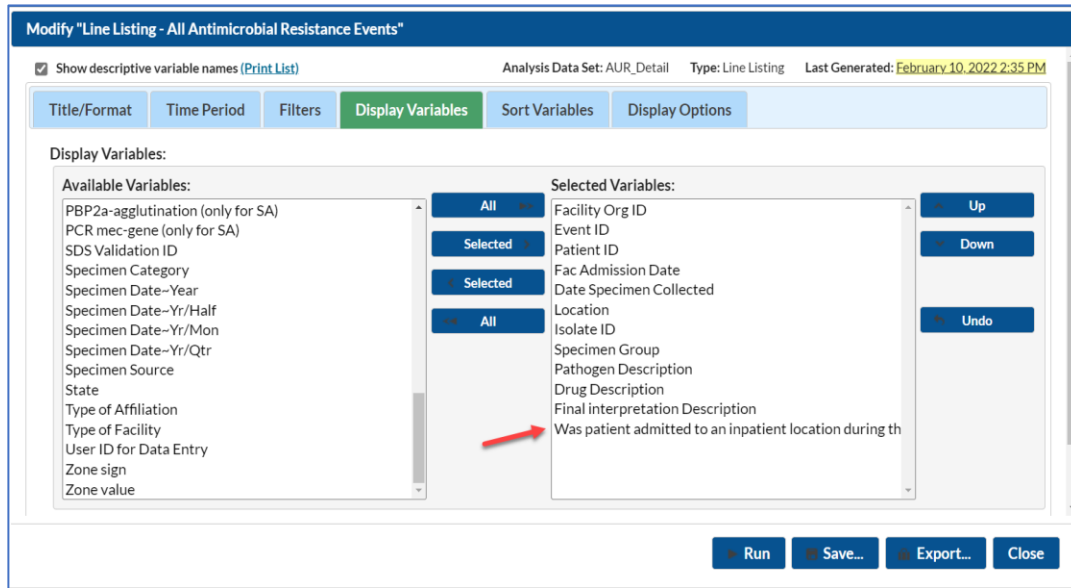 Modify "Line Listing - All Antimicrobial Resistance Events"
Show descriptive variable names (Print List) Analysis Data Set: AUR_Detail Type: Line Listing Last Generated: February 10, 2022 2:35 PM
Title/Format Time Period Filters Display Variables Sort Variables Display Options
Display Variables:
Available Variables:
PBP2a-agglutination (only for SA)
PCR mec-gene (only for SA)
SDS Validation ID
Specimen Category
Specimen Date~Year
Specimen Date~Yr/Half
Specimen Date~Yr/Mon
Specimen Date~Yr/Qtr
Specimen Source
State
Type of Affiliation
Type of Facility
User ID for Data Entry
Zone sign
Zone value
All
Selected
Selected
All
Selected Variables:
Facility Org ID
Event ID
Patient ID
Fac Admission Date
Date Specimen Collected
Location
Isolate ID
Specimen Group
Pathogen Description
Drug Description
Final interpretation Description
Was patient admitted to an inpatient location during th
Up
Down
Undo
Run Save... Export... Close